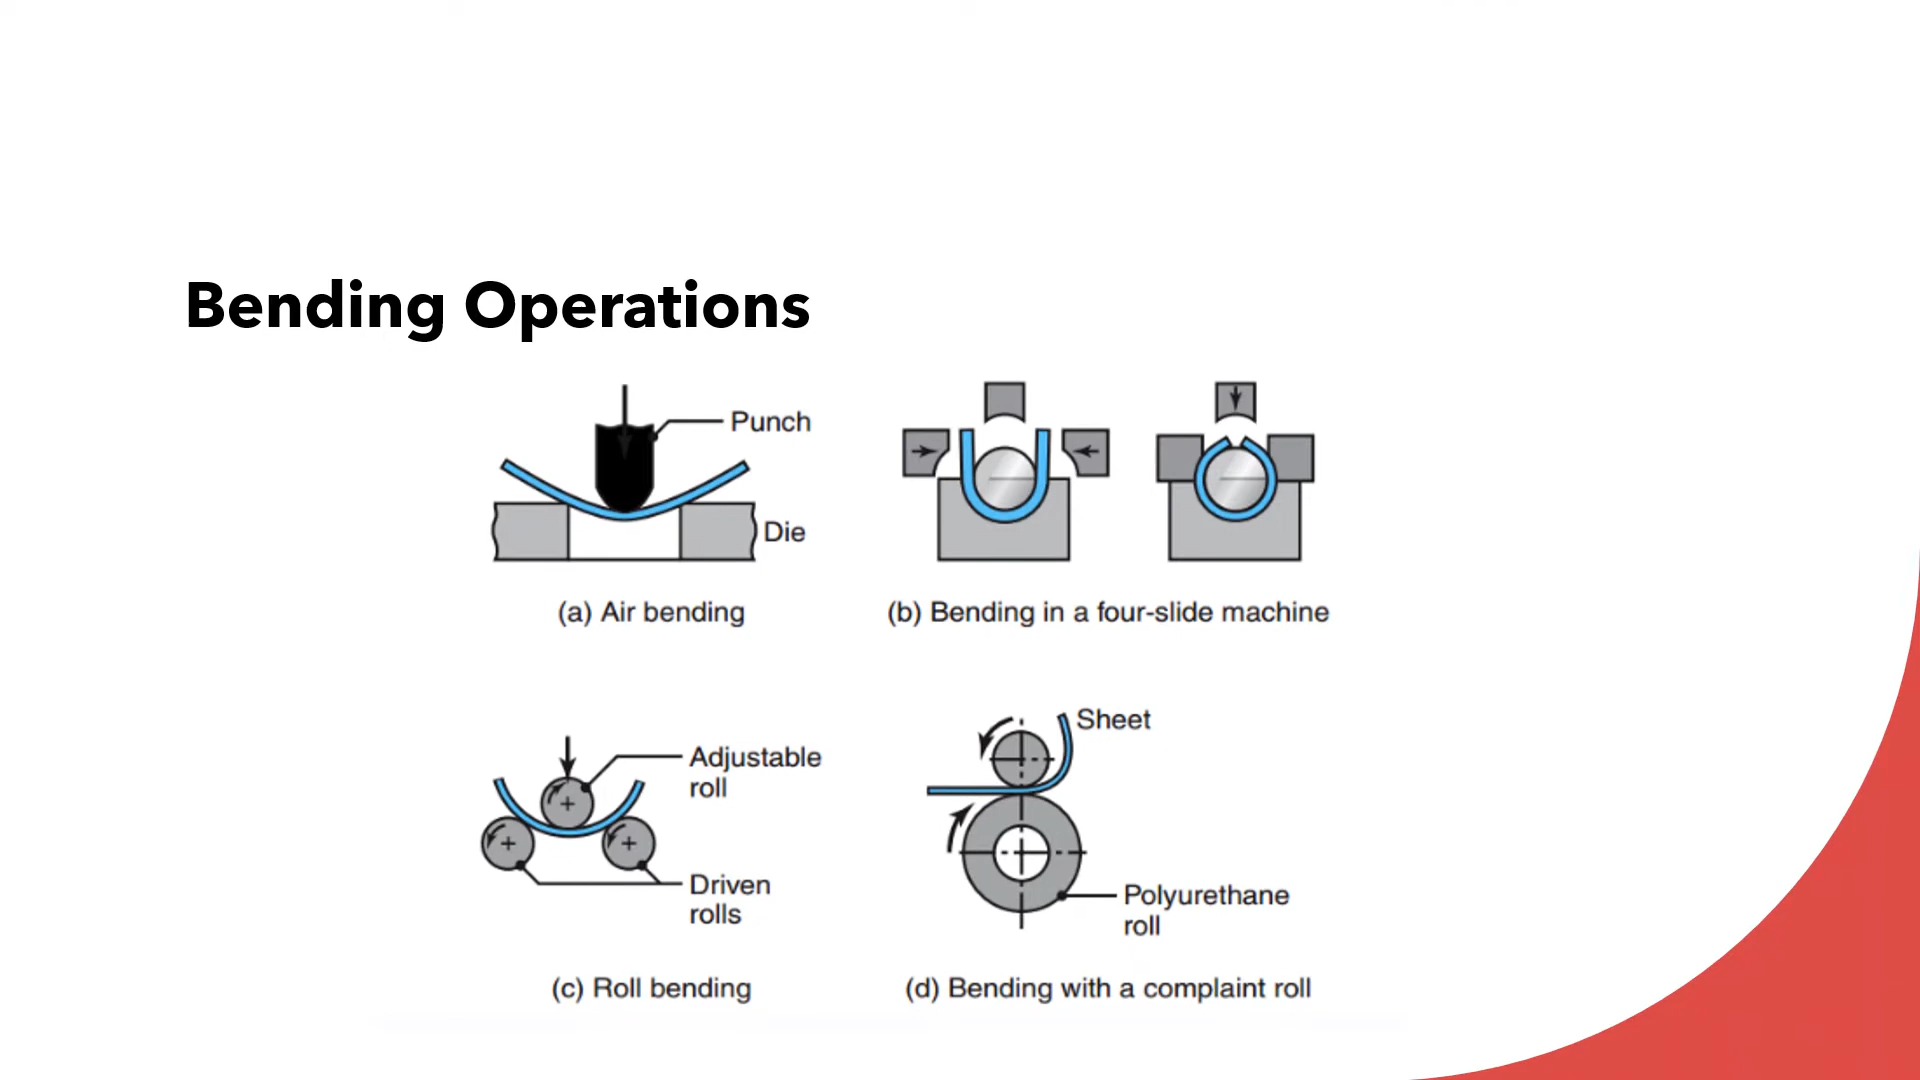 Bending Operations
Punch
Die
(a) Air bending
(b) Bending in a four-slide machine
Adjustable
roll
Driven
rolls
(c) Roll bending
Sheet
Polyurethane
roll
(d) Bending with a complaint roll